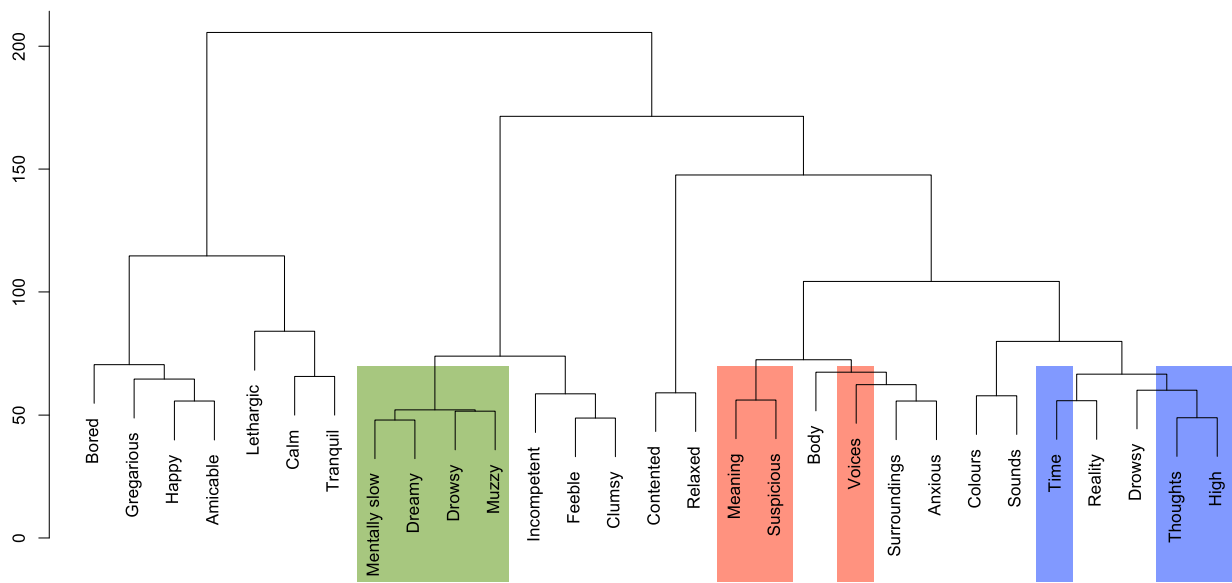 200
150
100
50
0
Bored
Gregarious
Happy
Amicable
Lethargic
Calm
Tranquil
Mentally slow
Dreamy
Drowsy
Muzzy
Incompetent
Feeble
Clumsy
Contented
Relaxed
Meaning
Suspicious
Body
Voices
Surroundings
Anxious
Colours
Sounds
Time
Reality
Drowsy
Thoughts
High